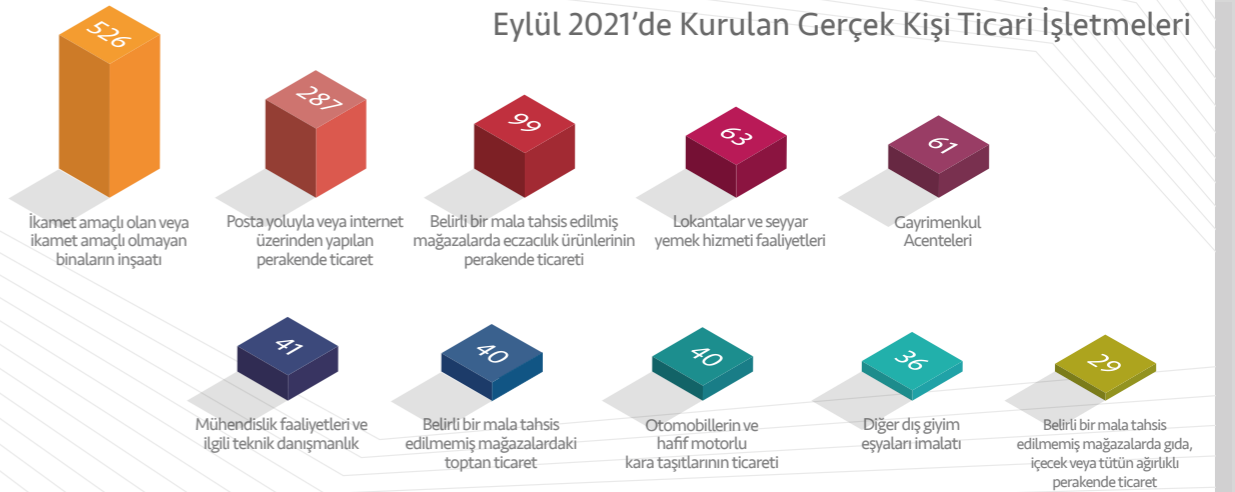 Eylül 2021’de Kurulan Gerçek Kişi Ticari İşletmeleri
526
287
99
63
61
İkamet amaçlı olan veya
ikamet amaçlı olmayan
binaların inşaatı
Posta yoluyla veya internet
üzerinden yapılan
perakende ticaret
Belirli bir mala tahsis edilmiş
mağazalarda eczacılık ürünlerinin
perakende ticareti
Lokantalar ve seyyar
yemek hizmeti faaliyetleri
Gayrimenkul
Acenteleri
41
40
40
36
29
Mühendislik faaliyetleri ve
ilgili teknik danışmanlık
Belirli bir mala tahsis
edilmemiş mağazalardaki
toptan ticaret
Otomobillerin ve
hafif motorlu
kara taşıtlarının ticareti
Diğer dış giyim
eşyaları imalatı
Belirli bir mala tahsis
edilmemiş mağazalarda gıda,
içecek veya tütün ağırlıklı
perakende ticaret